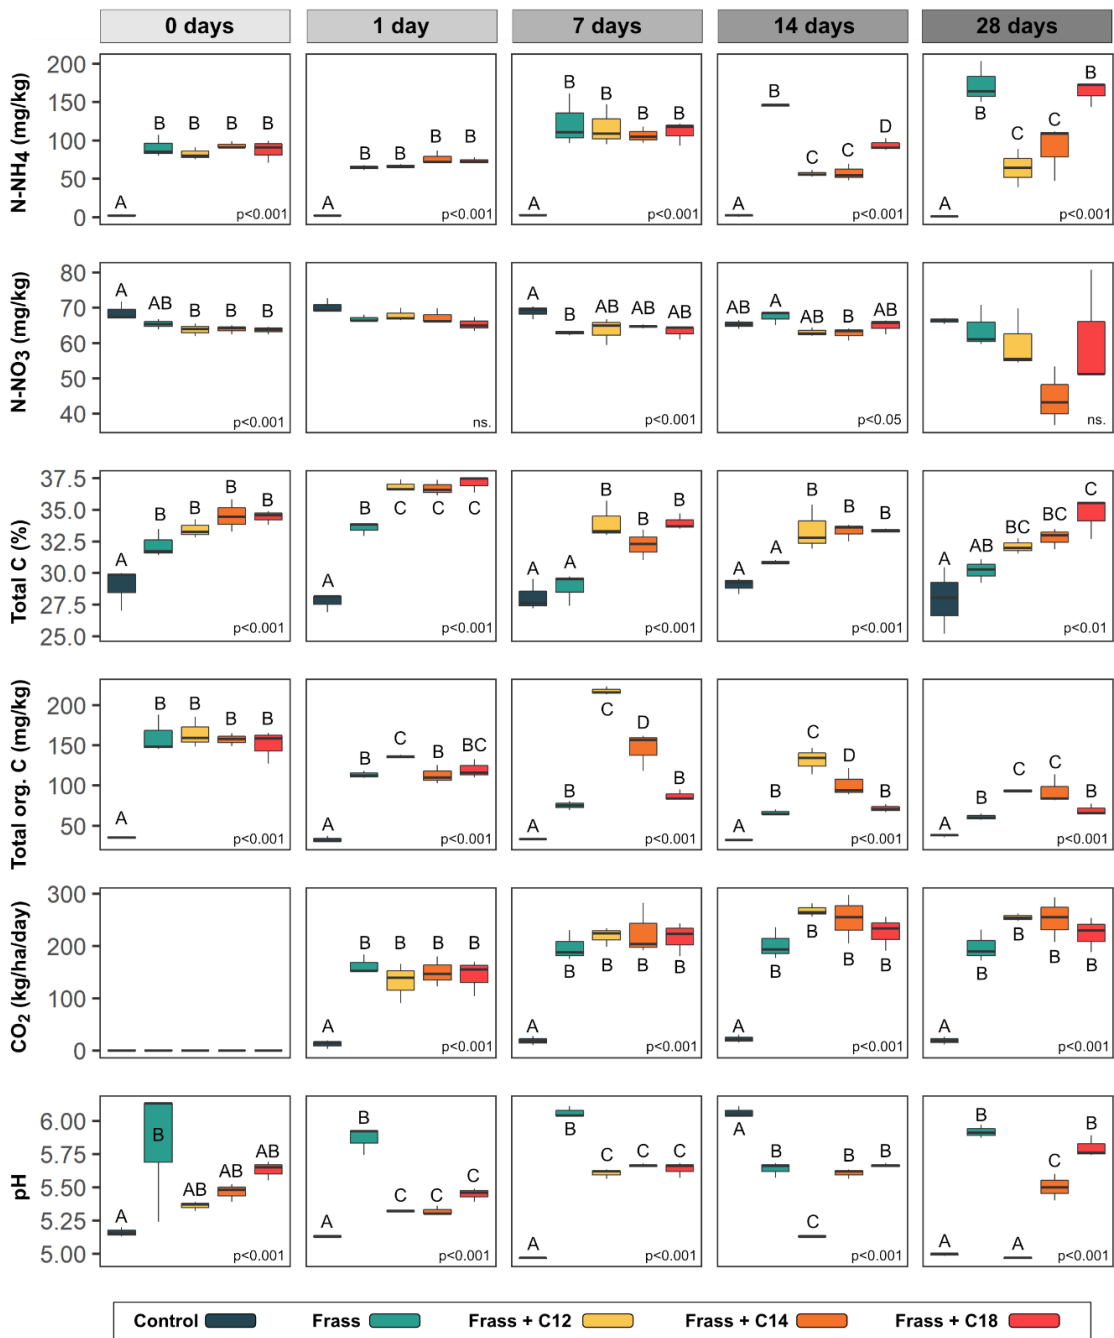 0 days 1 day 7 days 14 days 28 days
N-NH4 (mg/kg)
200
150
100
50
0
A B B B B p<0.001
A B B B B p<0.001
A B B B B p<0.001
A B C C D p<0.001
A B C C B p<0.001
N-NO3 (mg/kg)
80
70
60
50
40
A AB B B B p<0.001
ns.
A B AB AB AB p<0.001
AB A AB B AB p<0.05
ns.
Total C (%)
37.5
35.0
32.5
30.0
27.5
25.0
A B B B B p<0.001
A B C C C p<0.001
A A B B B p<0.001
A A B B B p<0.001
A AB BC BC C p<0.01
Total org. C (mg/kg)
200
150
100
50
A B B B B p<0.001
A B C B BC p<0.001
A B C D B p<0.001
A B C D B p<0.001
A B C C B p<0.001
CO2 (kg/ha/day)
300
200
100
0
A B B B B p<0.001
A B B B B p<0.001
A B B B B p<0.001
A B B B B p<0.001
pH
6.00
5.75
5.50
5.25
5.00
A B AB AB AB p<0.001
A B C C C p<0.001
A B C C C p<0.001
A B C B B p<0.001
A B A C B p<0.001
Control Frass Frass + C12 Frass + C14 Frass + C18